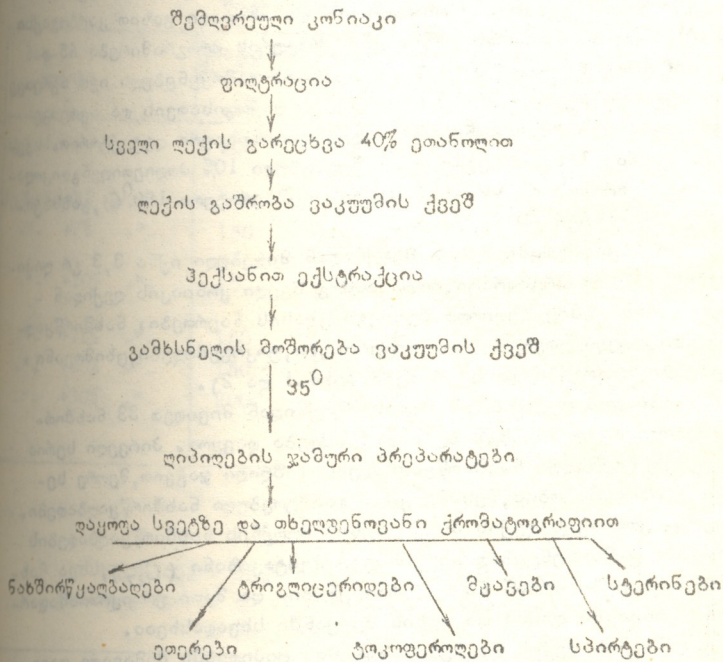 შემღვრეული კონიაკი
ფილტრაცია
სველი ლექის გარეცხვა 40% ეთანოლით
ლექის გაშრობა ვაკუუმის ქვეშ
ჰექსანით ექსტრაქცია
გამხსნელის მოშორება ვაკუუმის ქვეშ
35⁰
ლიპიდების ჯამური პრეპარატები
დაყოფა სვეტზე და თხელფენოვანი ქრომატოგრაფიით
ნახშირწყალბადები ტრიგლიცერიდები მჟავები სტერინები
ეთერები ტოკოფეროლები სპირტები